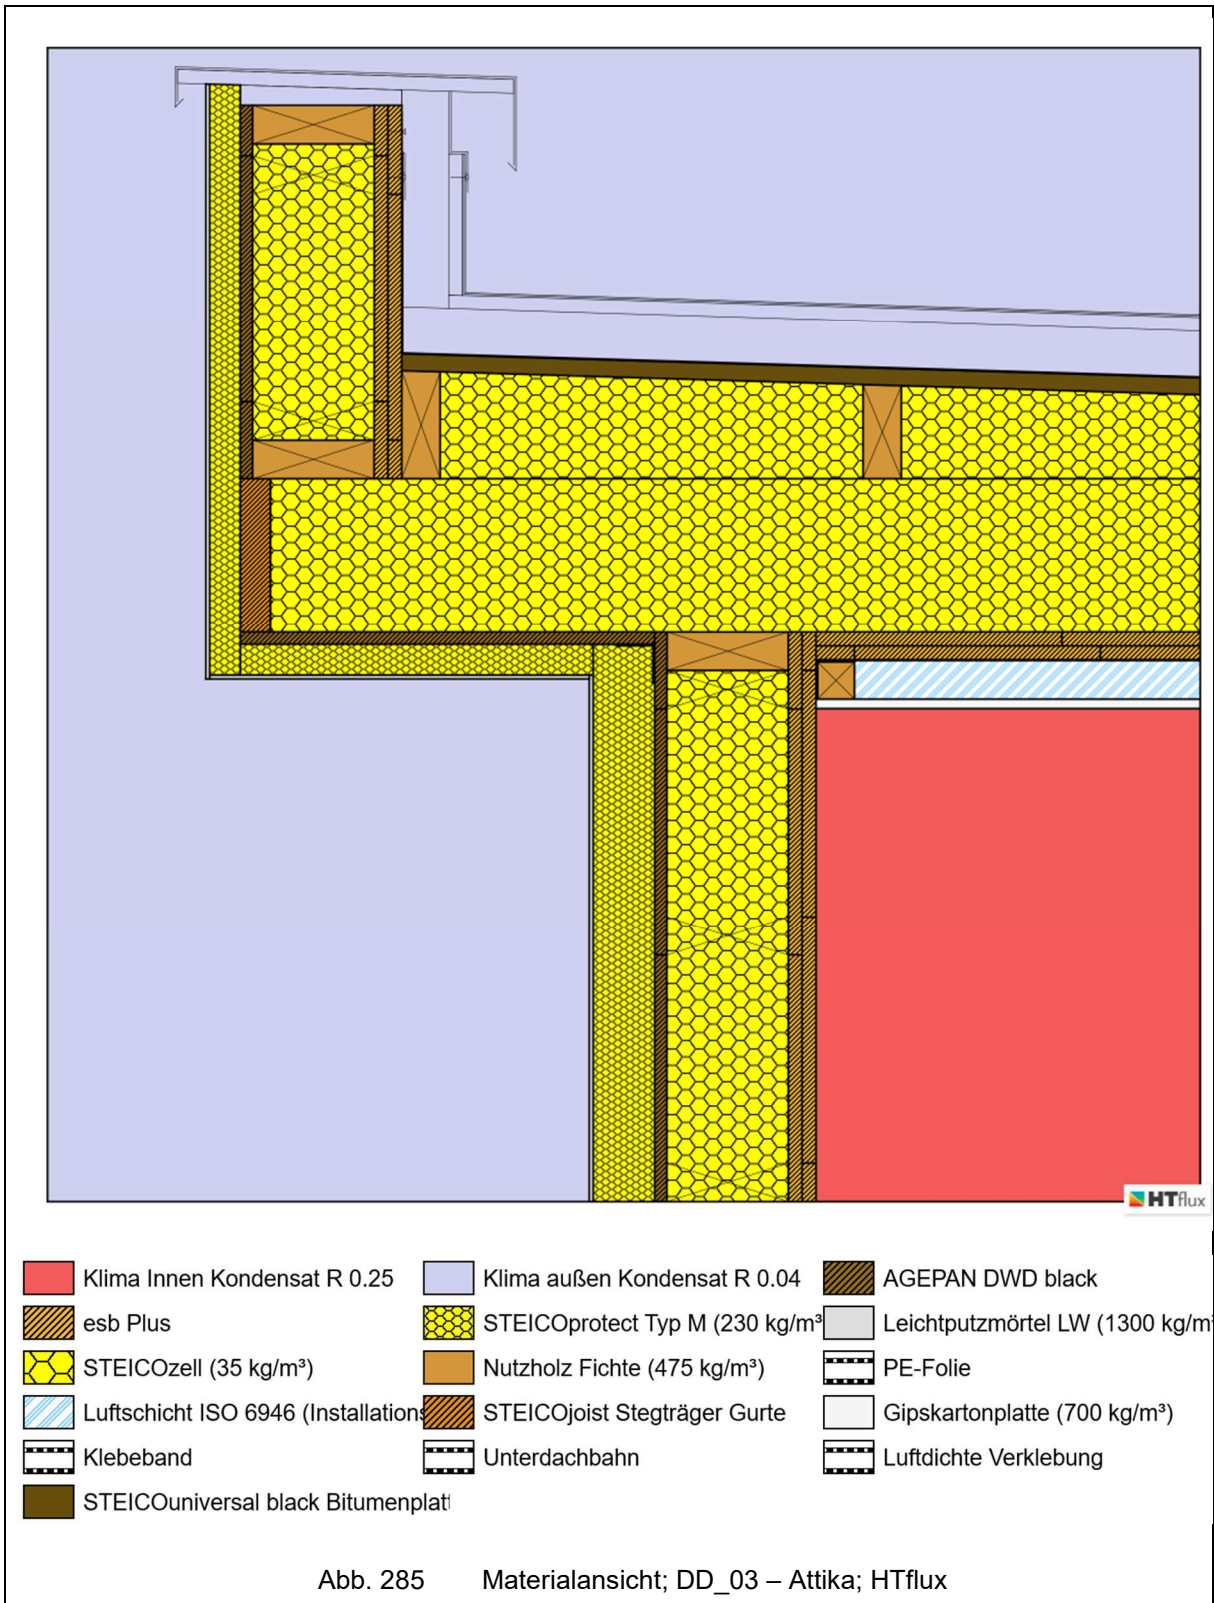 HTflux
Klima Innen Kondensat R 0.25
Klima außen Kondensat R 0.04
AGEPAN DWD black
esb Plus
STEICOprotect Typ M (230 kg/m³
Leichtputzmörtel LW (1300 kg/m³
STEICOzell (35 kg/m³)
Nutzholz Fichte (475 kg/m³)
PE-Folie
Luftschicht ISO 6946 (Installations
STEICOjoist Stegträger Gurte
Gipskartonplatte (700 kg/m³)
Klebeband
Unterdachbahn
Luftdichte Verklebung
STEICOuniversal black Bitumenplatt
Abb. 285 Materialansicht; DD_03 – Attika; HTflux